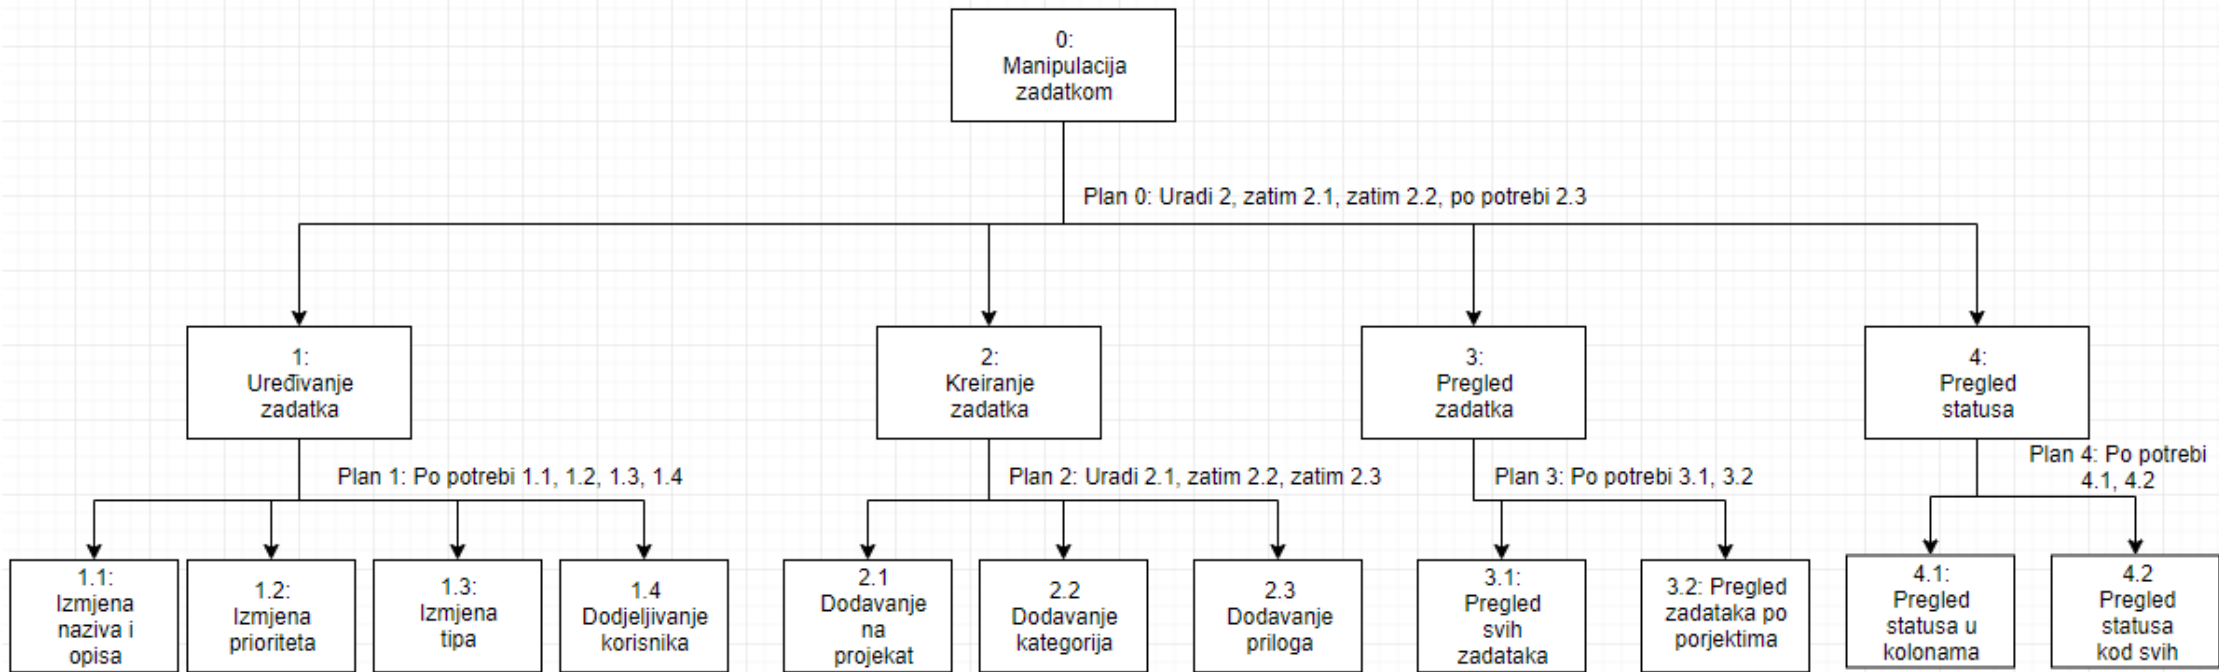 0:
Manipulacija
zadatkom
Plan 0: Uradi 2, zatim 2.1, zatim 2.2, po potrebi 2.3
1:
Uređivanje
zadatka
2:
Kreiranje
zadatka
3:
Pregled
zadatka
4:
Pregled
statusa
Plan 1: Po potrebi 1.1, 1.2, 1.3, 1.4
Plan 2: Uradi 2.1, zatim 2.2, zatim 2.3
Plan 3: Po potrebi 3.1, 3.2
Plan 4: Po potrebi
4.1, 4.2
1.1:
Izmjena
naziva i
opisa
1.2:
Izmjena
prioriteta
1.3:
Izmjena
tipa
1.4
Dodjeljivanje
korisnika
2.1
Dodavanje
na
projekat
2.2
Dodavanje
kategorija
2.3
Dodavanje
priloga
3.1:
Pregled
svih
zadataka
3.2: Pregled
zadataka po
porjektima
4.1:
Pregled
statusa u
kolonama
4.2
Pregled
statusa
kod svih